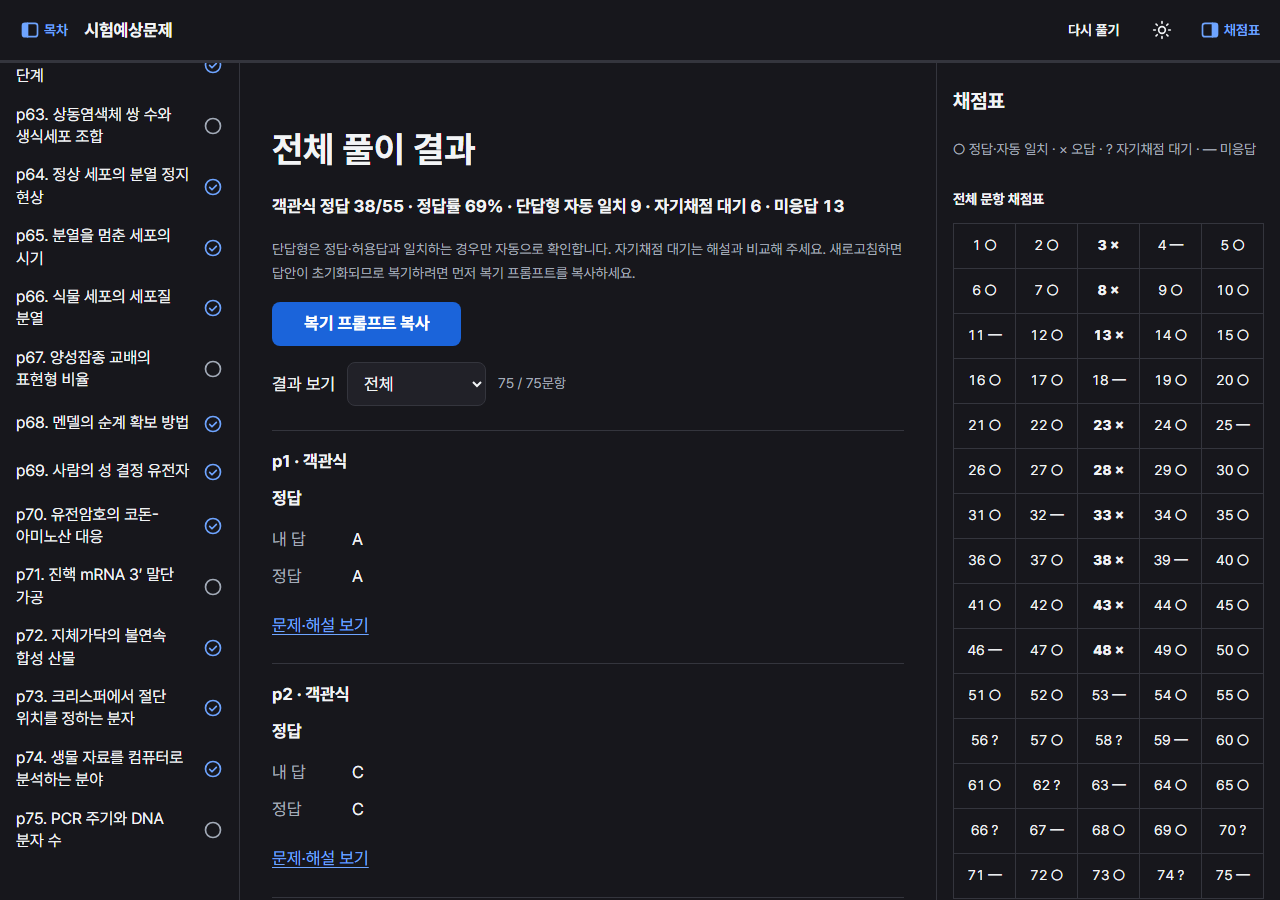 목차 시험예상문제 다시 풀기 채점표
단계
p63. 상동염색체 쌍 수와
생식세포 조합
p64. 정상 세포의 분열 정지
현상
p65. 분열을 멈춘 세포의
시기
p66. 식물 세포의 세포질
분열
p67. 양성잡종 교배의
표현형 비율
p68. 멘델의 순계 확보 방법
p69. 사람의 성 결정 유전자
p70. 유전암호의 코돈-
아미노산 대응
p71. 진핵 mRNA 3′ 말단
가공
p72. 지체가닥의 불연속
합성 산물
p73. 크리스퍼에서 절단
위치를 정하는 분자
p74. 생물 자료를 컴퓨터로
분석하는 분야
p75. PCR 주기와 DNA
분자 수
전체 풀이 결과
객관식 정답 38/55 · 정답률 69% · 단답형 자동 일치 9 · 자기채점 대기 6 · 미응답 13
단답형은 정답·허용답과 일치하는 경우만 자동으로 확인합니다. 자기채점 대기는 해설과 비교해 주세요. 새로고침하면
답안이 초기화되므로 복기하려면 먼저 복기 프롬프트를 복사하세요.
복기 프롬프트 복사
결과 보기 전체 75 / 75문항
p1 · 객관식
정답
내 답 A
정답 A
문제·해설 보기
p2 · 객관식
정답
내 답 C
정답 C
문제·해설 보기
채점표
○ 정답·자동 일치 · × 오답 · ? 자기채점 대기 · — 미응답
전체 문항 채점표
1 ○ 2 ○ 3 × 4 — 5 ○
6 ○ 7 ○ 8 × 9 ○ 10 ○
11 — 12 ○ 13 × 14 ○ 15 ○
16 ○ 17 ○ 18 — 19 ○ 20 ○
21 ○ 22 ○ 23 × 24 ○ 25 —
26 ○ 27 ○ 28 × 29 ○ 30 ○
31 ○ 32 — 33 × 34 ○ 35 ○
36 ○ 37 ○ 38 × 39 — 40 ○
41 ○ 42 ○ 43 × 44 ○ 45 ○
46 — 47 ○ 48 × 49 ○ 50 ○
51 ○ 52 ○ 53 — 54 ○ 55 ○
56 ? 57 ○ 58 ? 59 — 60 ○
61 ○ 62 ? 63 — 64 ○ 65 ○
66 ? 67 — 68 ○ 69 ○ 70 ?
71 — 72 ○ 73 ○ 74 ? 75 —